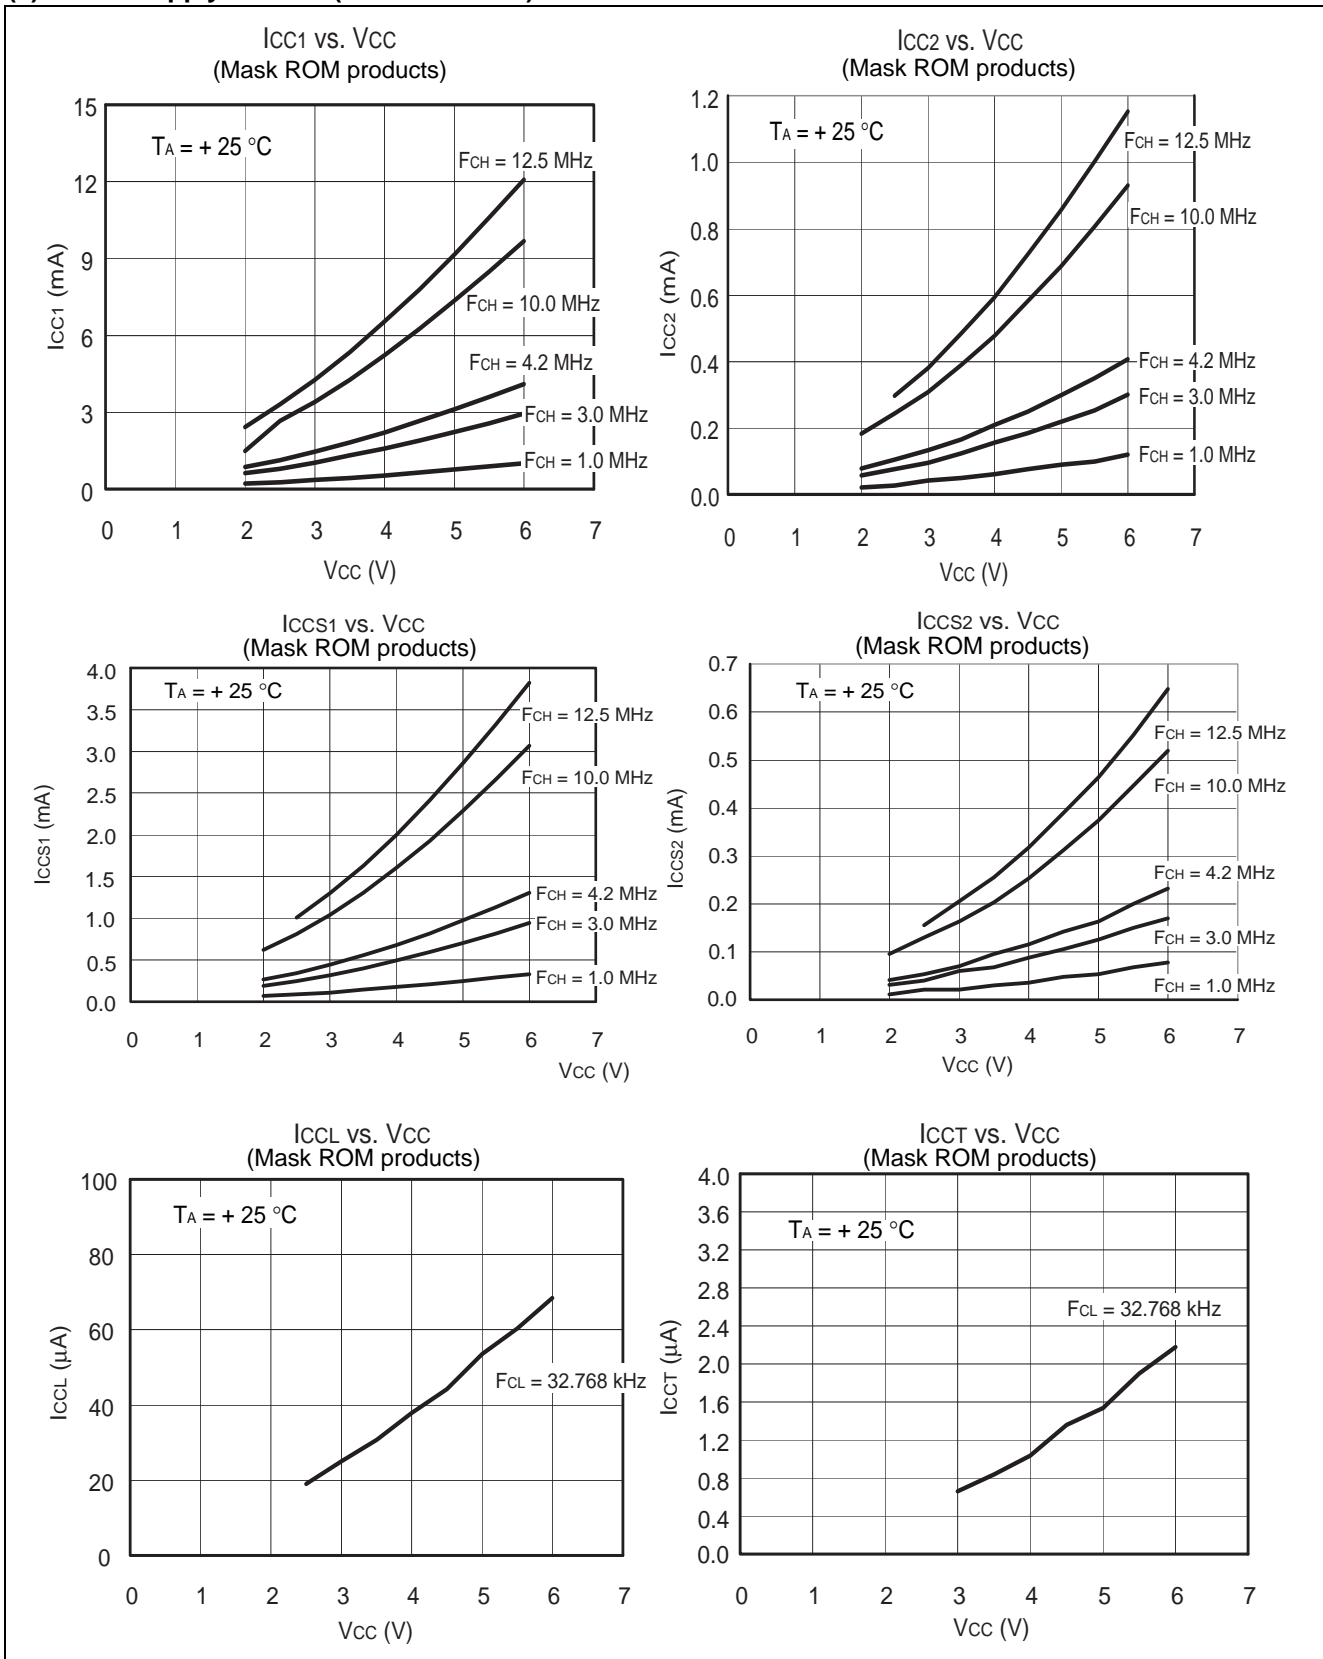 ICC1 vs. VCC
(Mask ROM products)
TA = + 25 °C
FCH = 12.5 MHz
FCH = 10.0 MHz
FCH = 4.2 MHz
FCH = 3.0 MHz
FCH = 1.0 MHz
ICC1 (mA)
15
12
9
6
3
0
0 1 2 3 4 5 6 7
VCC (V)
ICC2 vs. VCC
(Mask ROM products)
TA = + 25 °C
FCH = 12.5 MHz
FCH = 10.0 MHz
FCH = 4.2 MHz
FCH = 3.0 MHz
FCH = 1.0 MHz
ICC2 (mA)
1.2
1.0
0.8
0.6
0.4
0.2
0.0
0 1 2 3 4 5 6 7
VCC (V)
ICCS1 vs. VCC
(Mask ROM products)
TA = + 25 °C
FCH = 12.5 MHz
FCH = 10.0 MHz
FCH = 4.2 MHz
FCH = 3.0 MHz
FCH = 1.0 MHz
ICCS1 (mA)
4.0
3.5
3.0
2.5
2.0
1.5
1.0
0.5
0.0
0 1 2 3 4 5 6 7
VCC (V)
ICCS2 vs. VCC
(Mask ROM products)
TA = + 25 °C
FCH = 12.5 MHz
FCH = 10.0 MHz
FCH = 4.2 MHz
FCH = 3.0 MHz
FCH = 1.0 MHz
ICCS2 (mA)
0.7
0.6
0.5
0.4
0.3
0.2
0.1
0.0
0 1 2 3 4 5 6 7
VCC (V)
ICCL vs. VCC
(Mask ROM products)
TA = + 25 °C
FCL = 32.768 kHz
ICCL (μA)
100
80
60
40
20
0
0 1 2 3 4 5 6 7
VCC (V)
ICCT vs. VCC
(Mask ROM products)
TA = + 25 °C
FCL = 32.768 kHz
ICCT (μA)
4.0
3.6
3.2
2.8
2.4
2.0
1.6
1.2
0.8
0.4
0.0
0 1 2 3 4 5 6 7
VCC (V)